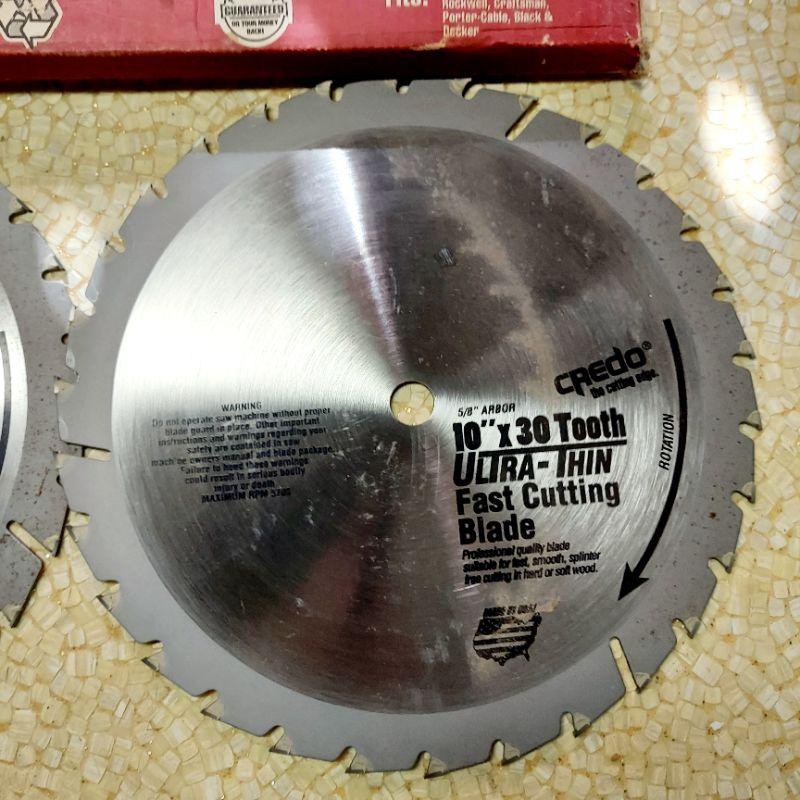 GUARANTEED
OR YOUR MONEY
BACK!
Fits:
Rockwell, Craftsman,
Porter-Cable, Black &
Decker
WARNING
Do not operate saw machine without proper
blade guard in place. Other important
instructions and warnings regarding your
safety are contained in saw
machine owners manual and blade package.
Failure to heed these warnings
could result in serious bodily
injury or death.
MAXIMUM RPM
CREDO®
the cutting edge.
5/8" ARBOR
10" x 30 Tooth
ULTRA-THIN
Fast Cutting
Blade
Professional quality blade
suitable for fast, smooth, splinter
free cutting in hard or soft wood.
ROTATION
MADE IN USA